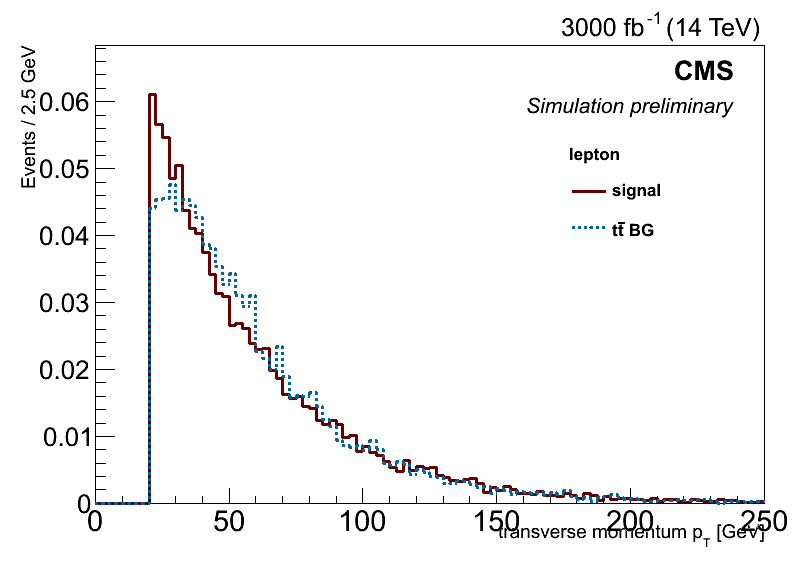 3000 fb⁻¹ (14 TeV)
CMS
Simulation preliminary
lepton
signal
tt̅ BG
Events / 2.5 GeV
0.06
0.05
0.04
0.03
0.02
0.01
0
0 50 100 150 200 250
transverse momentum p_T [GeV]